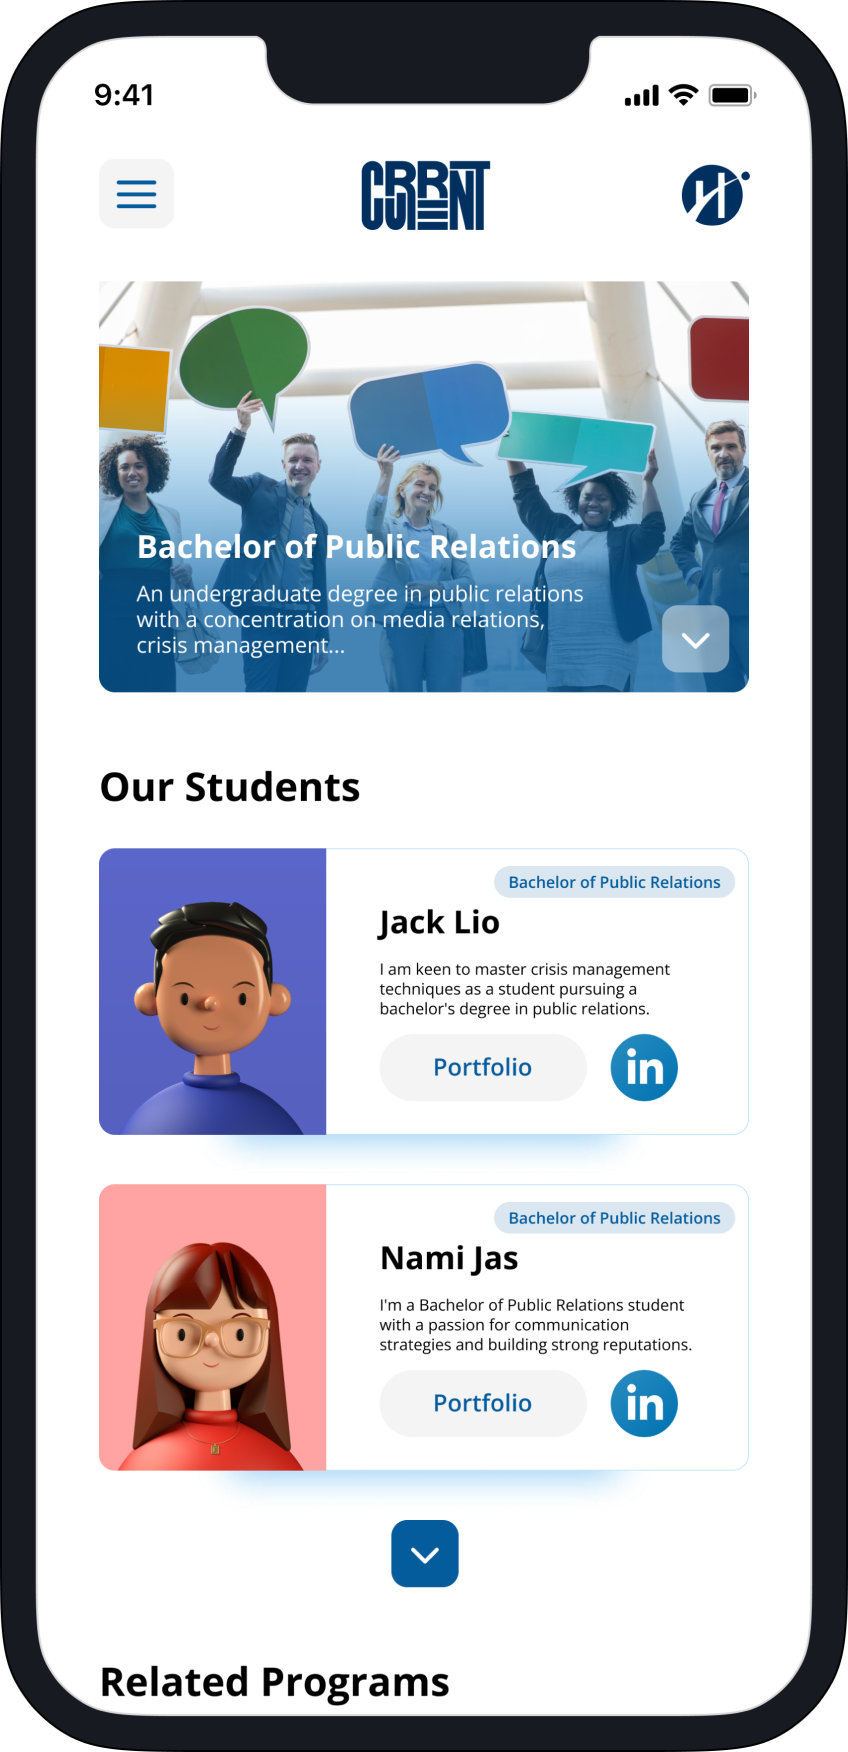 9:41
CRRNT
CUIENT
H
Bachelor of Public Relations
An undergraduate degree in public relations
with a concentration on media relations,
crisis management...
Our Students
Bachelor of Public Relations
Jack Lio
I am keen to master crisis management
techniques as a student pursuing a
bachelor's degree in public relations.
Portfolio
in
Bachelor of Public Relations
Nami Jas
I'm a Bachelor of Public Relations student
with a passion for communication
strategies and building strong reputations.
Portfolio
in
Related Programs